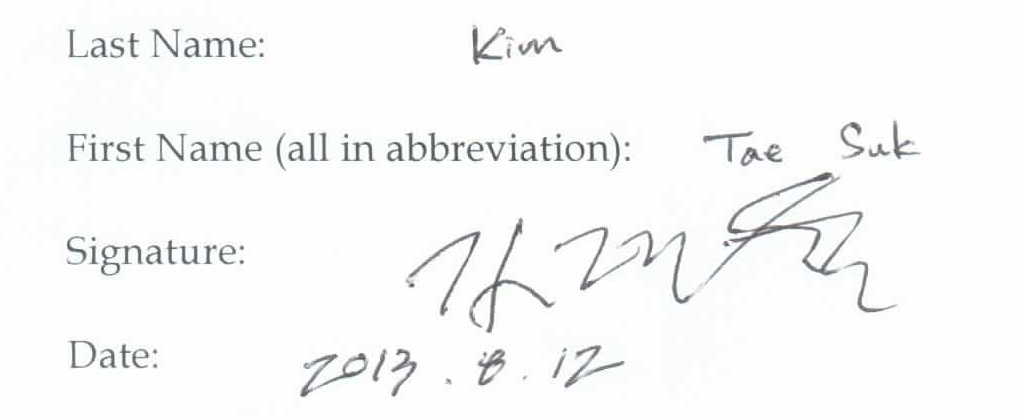 Last Name: Kim
First Name (all in abbreviation): Tae Suk
Signature:
Date: 2013 . 8 . 12